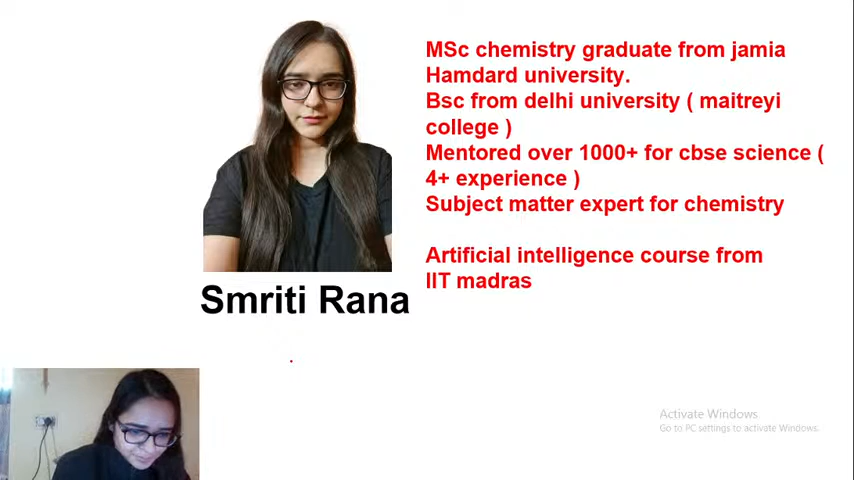 MSc chemistry graduate from jamia
Hamdard university.
Bsc from delhi university ( maitreyi
college )
Mentored over 1000+ for cbse science (
4+ experience )
Subject matter expert for chemistry
Artificial intelligence course from
IIT madras
Smriti Rana
Activate Windows
Go to PC settings to activate Windows.